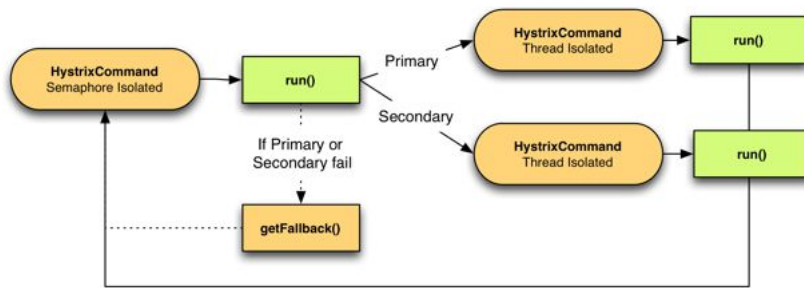 HystrixCommand
Semaphore Isolated
run()
Primary
Secondary
HystrixCommand
Thread Isolated
run()
HystrixCommand
Thread Isolated
run()
If Primary or
Secondary fail
getFallback()